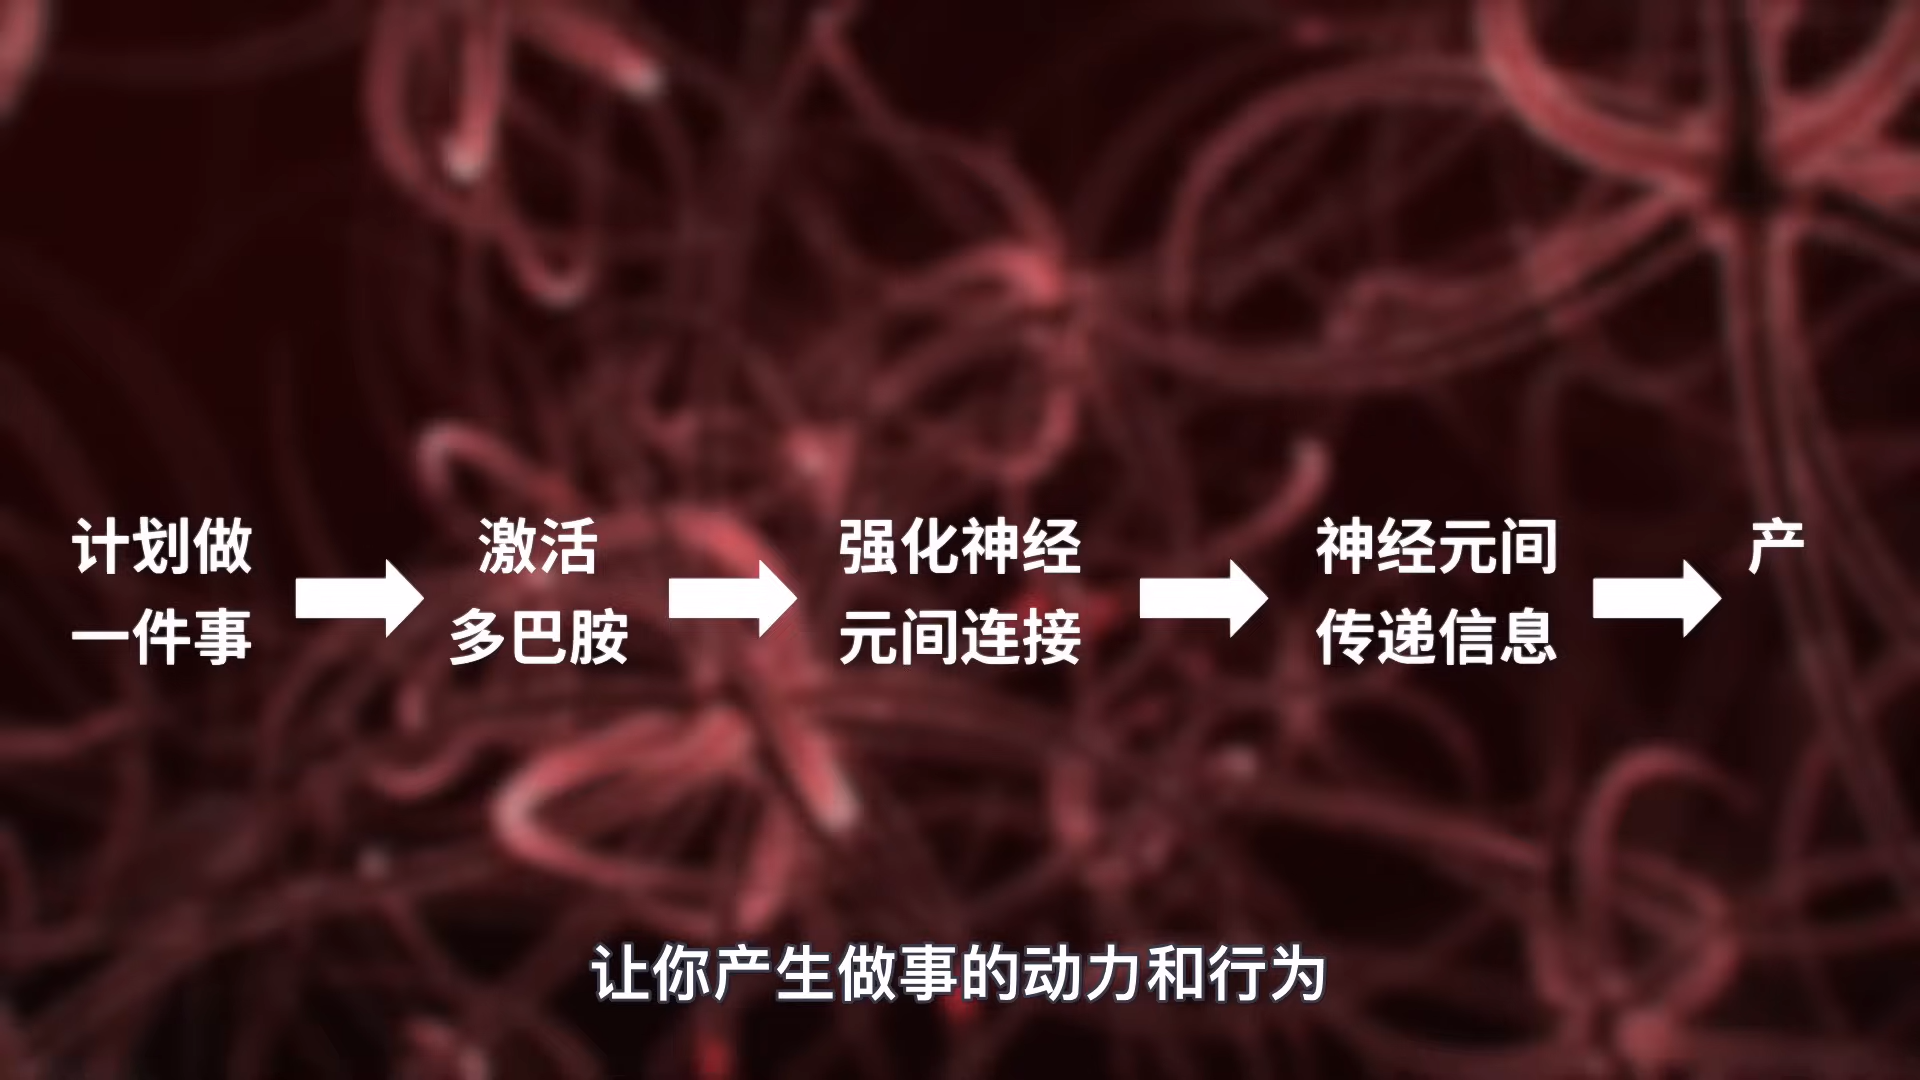 计划做
一件事
激活
多巴胺
强化神经
元间连接
神经元间
传递信息
产
让你产生做事的动力和行为